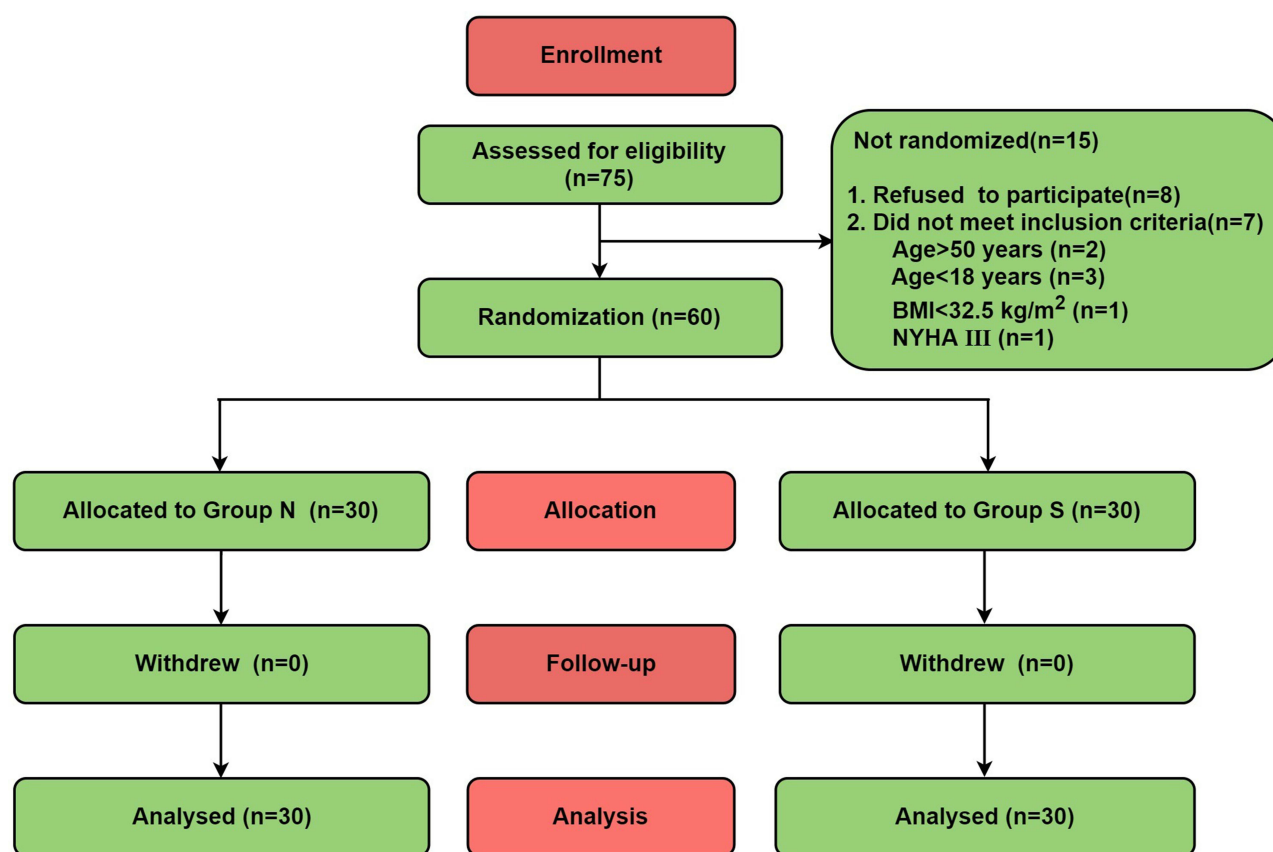 Enrollment
Assessed for eligibility
(n=75)
Not randomized(n=15)
1. Refused  to participate(n=8)
2. Did not meet inclusion criteria(n=7)
Age>50 years (n=2)
Age<18 years (n=3)
BMI<32.5 kg/m² (n=1)
NYHA III (n=1)
Randomization (n=60)
Allocated to Group N  (n=30)
Allocation
Allocated to Group S (n=30)
Withdrew  (n=0)
Follow-up
Withdrew  (n=0)
Analysed (n=30)
Analysis
Analysed (n=30)